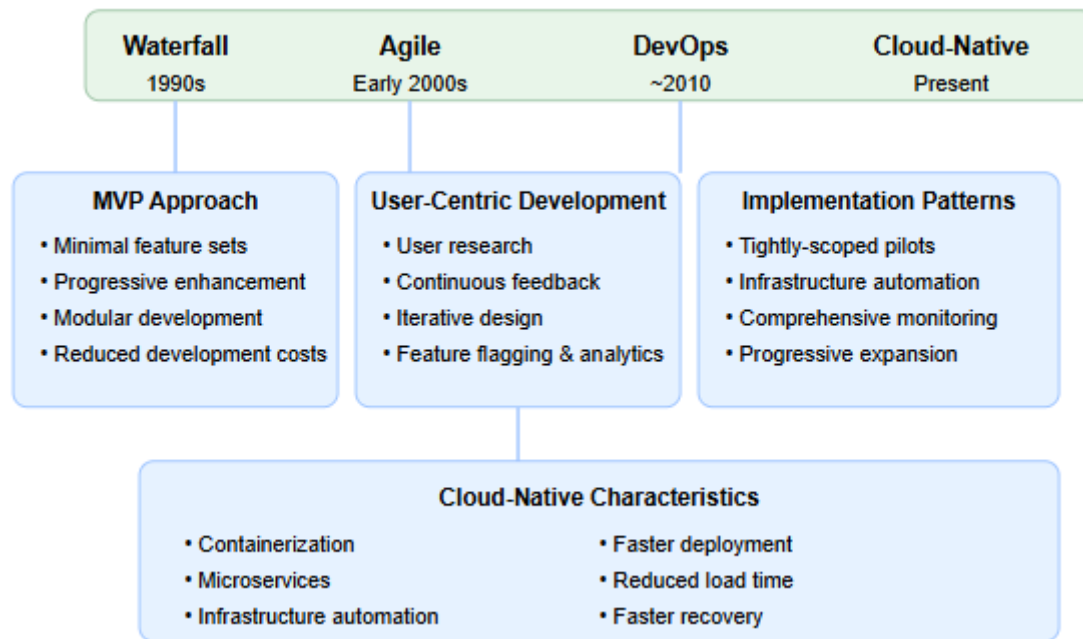 Waterfall
1990s
Agile
Early 2000s
DevOps
~2010
Cloud-Native
Present
MVP Approach
• Minimal feature sets
• Progressive enhancement
• Modular development
• Reduced development costs
User-Centric Development
• User research
• Continuous feedback
• Iterative design
• Feature flagging & analytics
Implementation Patterns
• Tightly-scoped pilots
• Infrastructure automation
• Comprehensive monitoring
• Progressive expansion
Cloud-Native Characteristics
• Containerization
• Microservices
• Infrastructure automation
• Faster deployment
• Reduced load time
• Faster recovery